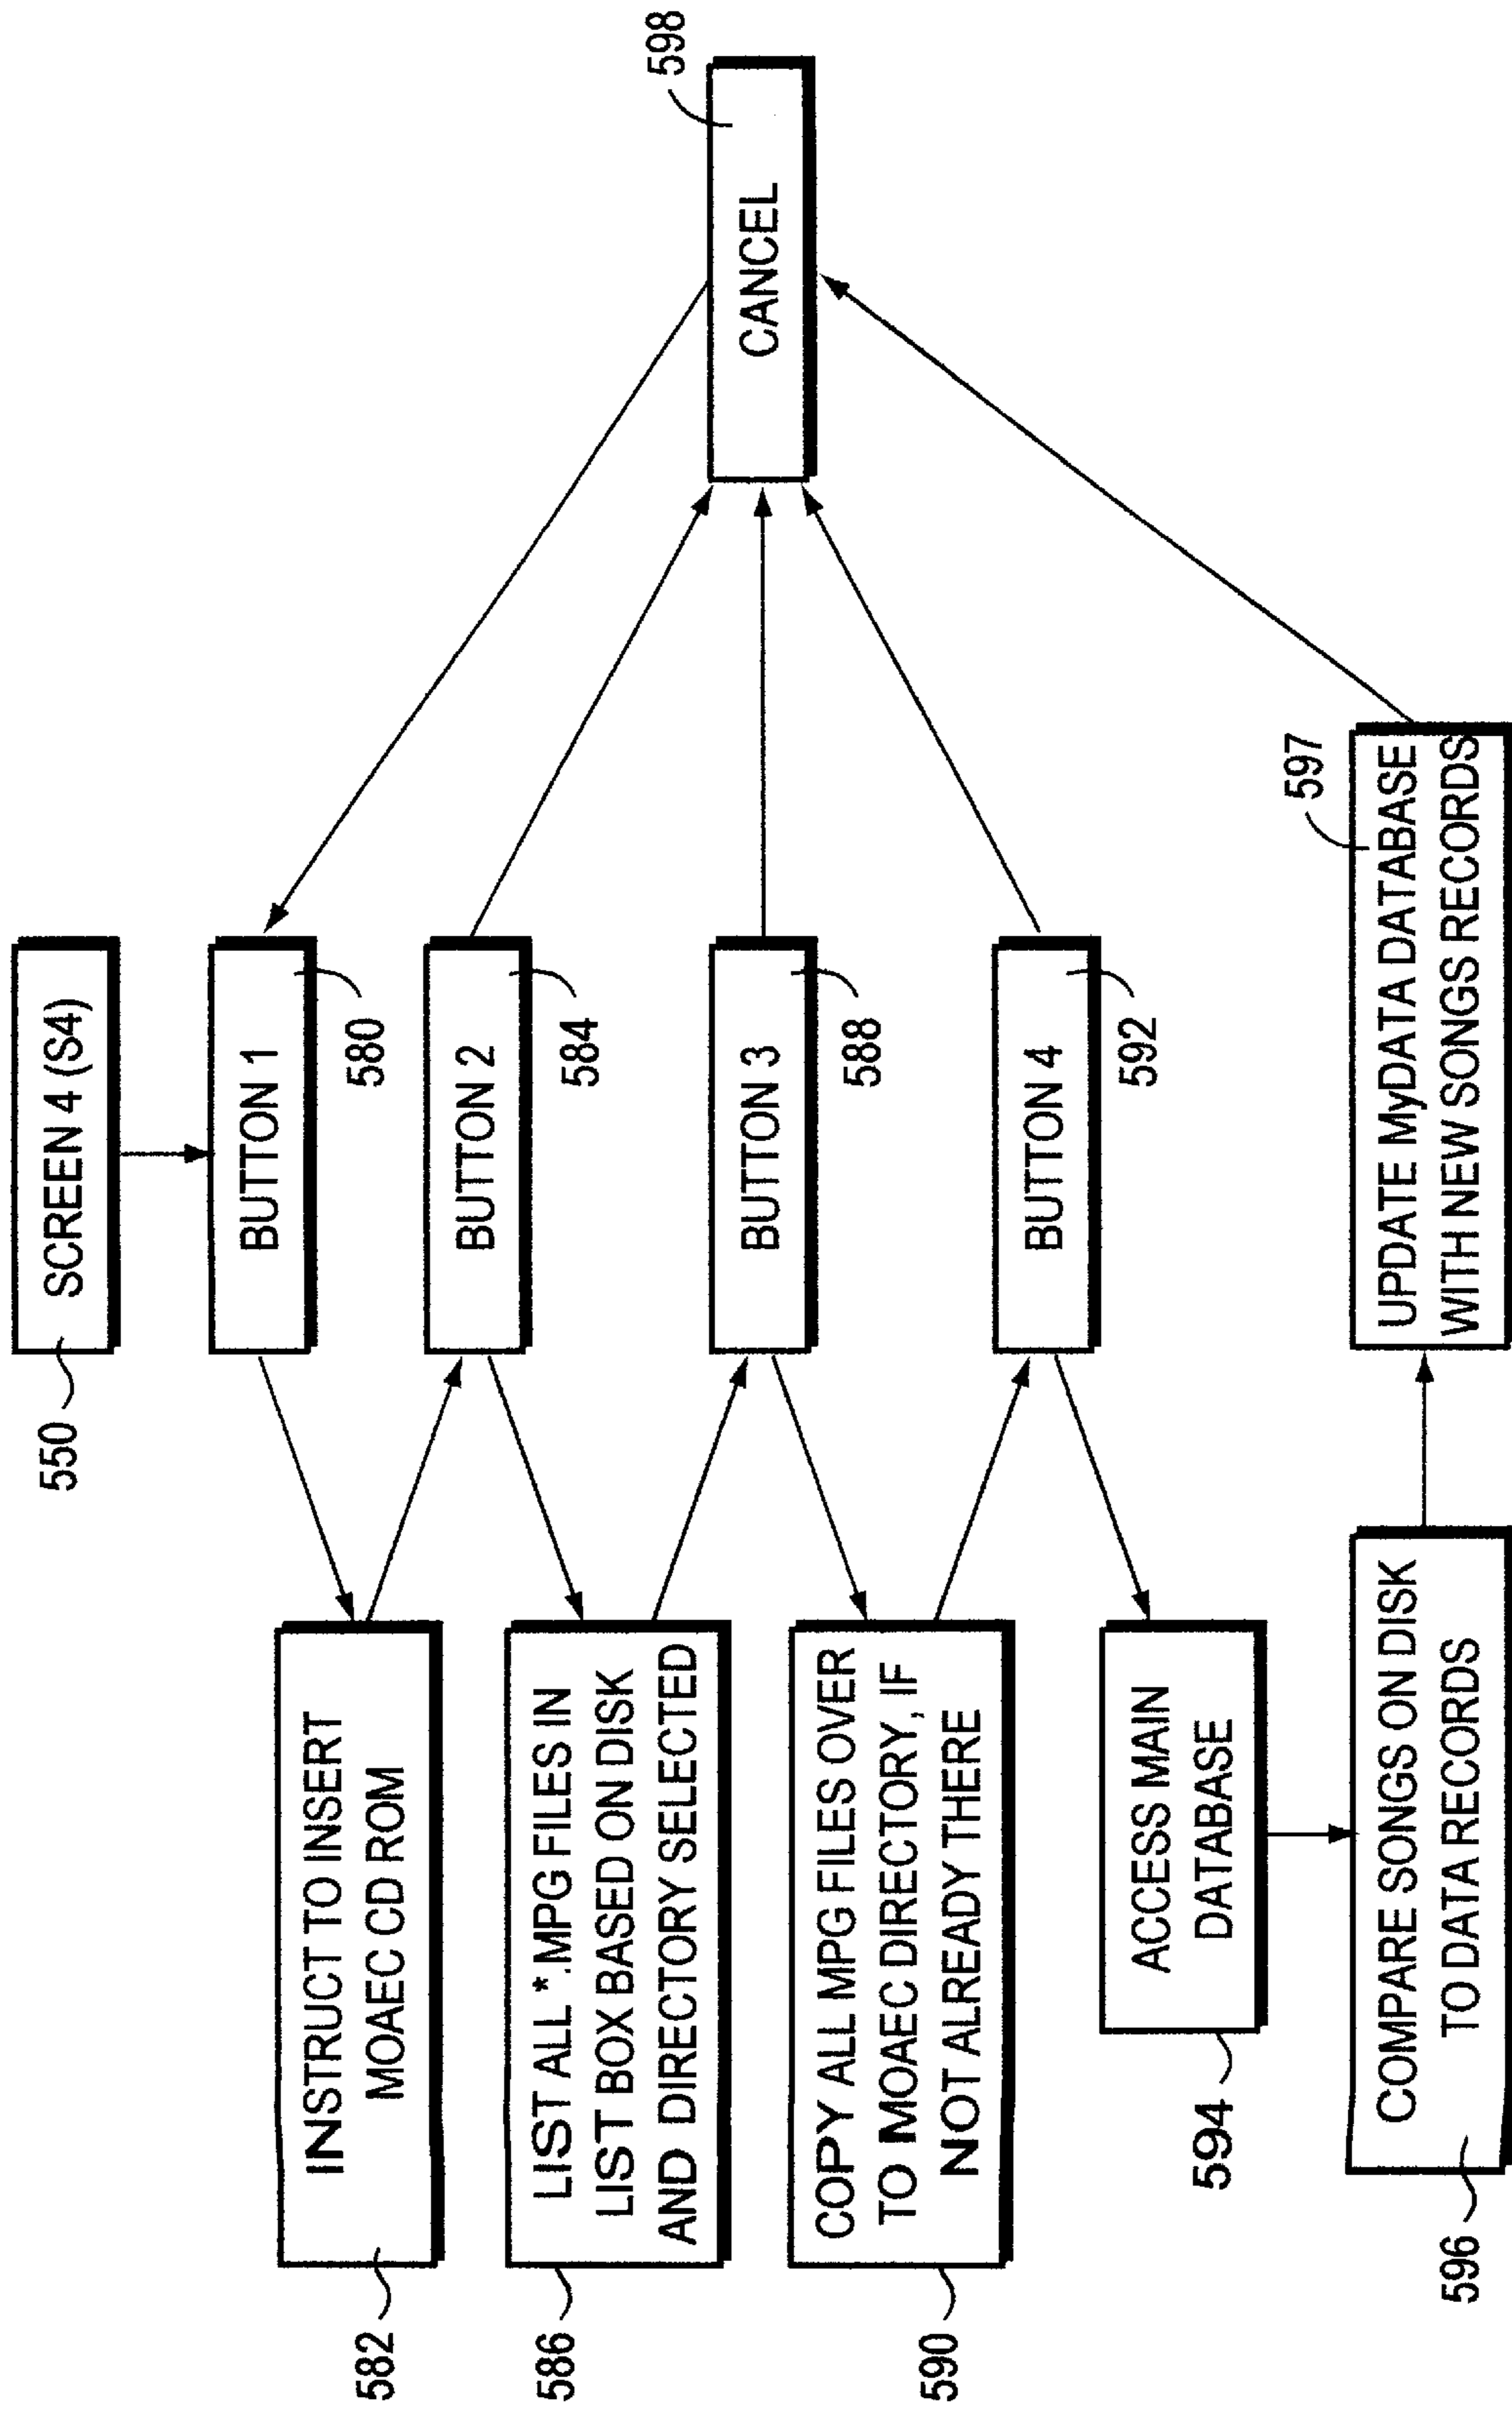 550
SCREEN 4 (S4)
BUTTON 1
580
INSTRUCT TO INSERT
MOAEC CD ROM
582
BUTTON 2
584
LIST ALL *.MPG FILES IN
LIST BOX BASED ON DISK
AND DIRECTORY SELECTED
586
BUTTON 3
588
CANCEL
598
COPY ALL MPG FILES OVER
TO MOAEC DIRECTORY, IF
NOT ALREADY THERE
590
BUTTON 4
592
ACCESS MAIN
DATABASE
594
COMPARE SONGS ON DISK
TO DATA RECORDS
596
UPDATE MyDATA DATABASE
WITH NEW SONGS RECORDS
597